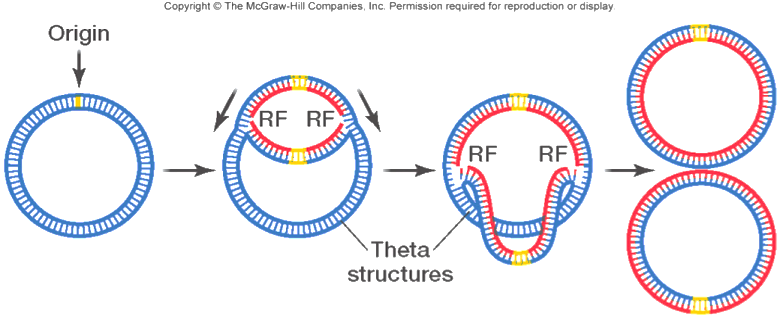 Copyright © The McGraw-Hill Companies, Inc. Permission required for reproduction or display
Origin
RF RF
RF RF
Theta
structures